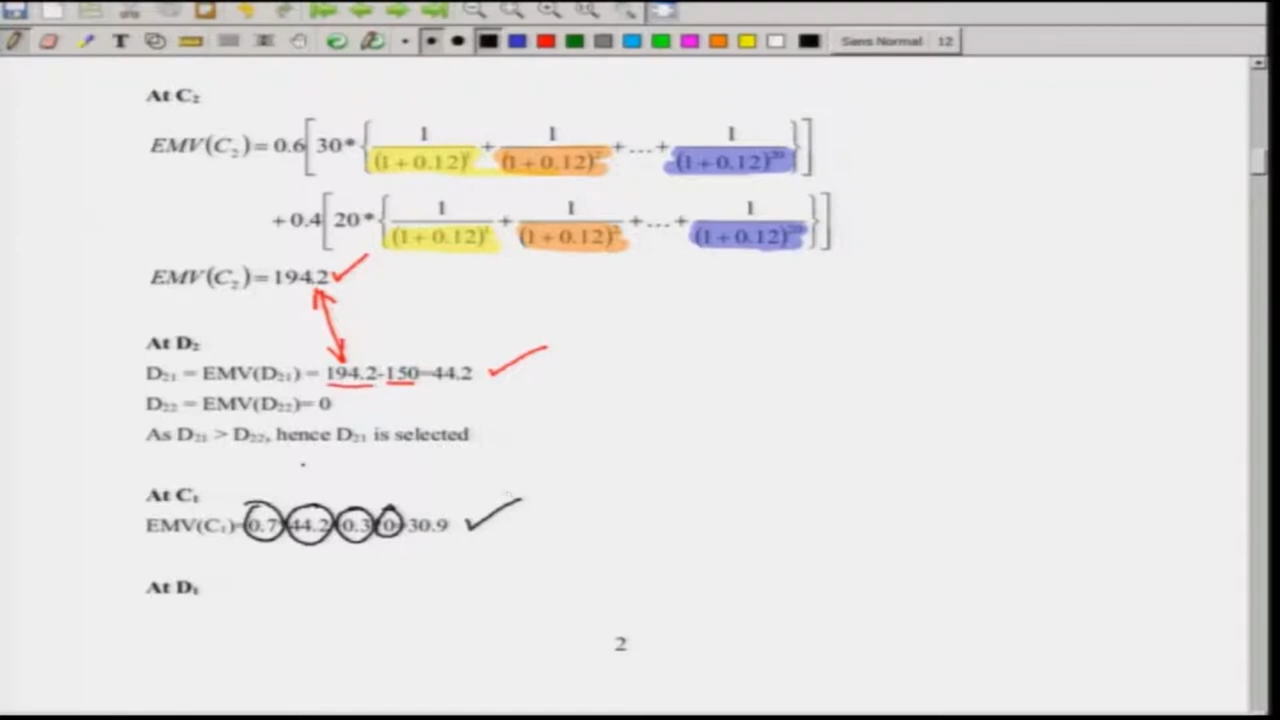 Sans Normal 12
At C₂
EMV(C₂) = 0.6[30*{1/(1+0.12)¹ + 1/(1+0.12)² + ... + 1/(1+0.12)²⁰}]
+ 0.4[20*{1/(1+0.12)¹ + 1/(1+0.12)² + ... + 1/(1+0.12)²⁰}]
EMV(C₂) = 194.2
At D₂
D₂₁ = EMV(D₂₁) = 194.2-150=44.2
D₂₂ = EMV(D₂₂)= 0
As D₂₁ > D₂₂, hence D₂₁ is selected
At C₁
EMV(C₁)=0.7*44.2+0.3*0=30.9
At D₁
2